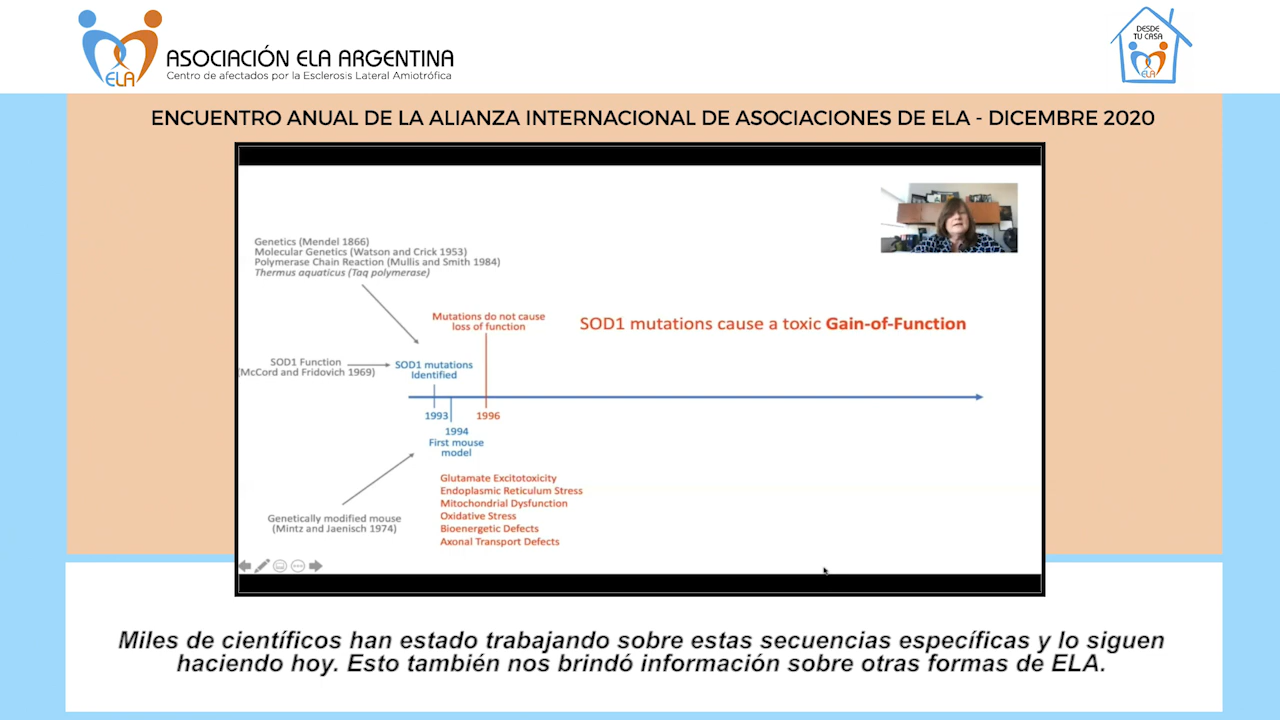 ASOCIACIÓN ELA ARGENTINA
Centro de afectados por la Esclerosis Lateral Amiotrófica
ELA
DESDE
TU CASA
ELA
ENCUENTRO ANUAL DE LA ALIANZA INTERNACIONAL DE ASOCIACIONES DE ELA - DICEMBRE 2020
Genetics (Mendel 1866)
Molecular Genetics (Watson and Crick 1953)
Polymerase Chain Reaction (Mullis and Smith 1984)
Thermus aquaticus (Taq polymerase)
Mutations do not cause
loss of function
SOD1 mutations cause a toxic Gain-of-Function
SOD1 Function
(McCord and Fridovich 1969)
SOD1 mutations
Identified
1993
1996
1994
First mouse
model
Genetically modified mouse
(Mintz and Jaenisch 1974)
Glutamate Excitotoxicity
Endoplasmic Reticulum Stress
Mitochondrial Dysfunction
Oxidative Stress
Bioenergetic Defects
Axonal Transport Defects
Miles de científicos han estado trabajando sobre estas secuencias específicas y lo siguen
haciendo hoy. Esto también nos brindó información sobre otras formas de ELA.